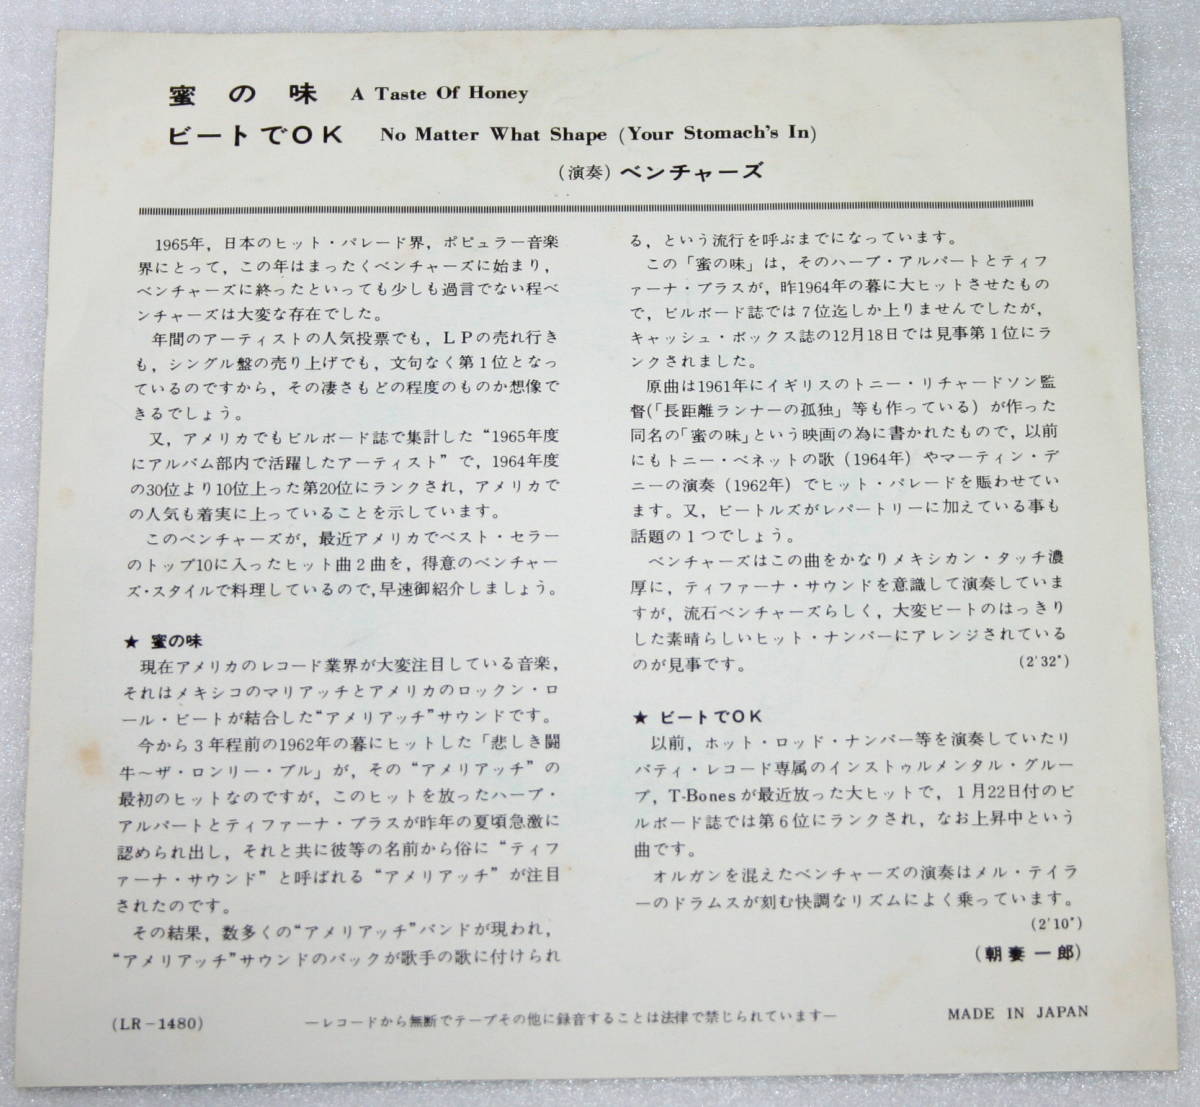 蜜の味 A Taste Of Honey
ビートでOK No Matter What Shape (Your Stomach's In)
(演奏) ベンチャーズ
1965年，日本のヒット・パレード界，ポピュラー音楽
界にとって，この年はまったくベンチャーズに始まり，
ベンチャーズに終ったといっても少しも過言でない程ベ
ンチャーズは大変な存在でした。
年間のアーティストの人気投票でも，ＬＰの売れ行き
も，シングル盤の売り上げでも，文句なく第１位となっ
ているのですから，その凄さもどの程度のものか想像で
きるでしょう。
又，アメリカでもビルボード誌で集計した“1965年度
にアルバム部内で活躍したアーティスト”で，1964年度
の30位より10位上った第20位にランクされ，アメリカで
の人気も着実に上っていることを示しています。
このベンチャーズが，最近アメリカでベスト・セラー
のトップ10に入ったヒット曲２曲を，得意のベンチャー
ズ・スタイルで料理しているので，早速御紹介しましょう。
★ 蜜の味
現在アメリカのレコード業界が大変注目している音楽，
それはメキシコのマリアッチとアメリカのロックン・ロ
ール・ビートが結合した“アメリアッチ”サウンドです。
今から３年程前の1962年の暮にヒットした「悲しき闘
牛～ザ・ロンリー・ブル」が，その“アメリアッチ”の
最初のヒットなのですが，このヒットを放ったハーブ・
アルバートとティファーナ・ブラスが昨年の夏頃急激に
認められ出し，それと共に彼等の名前から俗に“ティフ
ァーナ・サウンド”と呼ばれる“アメリアッチ”が注目
されたのです。
その結果，数多くの“アメリアッチ”バンドが現われ，
“アメリアッチ”サウンドのバックが歌手の歌に付けられ
る，という流行を呼ぶまでになっています。
この「蜜の味」は，そのハーブ・アルバートとティフ
ァーナ・ブラスが，昨1964年の暮に大ヒットさせたもの
で，ビルボード誌では７位迄しか上りませんでしたが，
キャッシュ・ボックス誌の12月18日では見事第１位にラ
ンクされました。
原曲は1961年にイギリスのトニー・リチャードソン監
督(「長距離ランナーの孤独」等も作っている）が作った
同名の「蜜の味」という映画の為に書かれたもので，以前
にもトニー・ベネットの歌（1964年）やマーティン・デ
ニーの演奏（1962年）でヒット・パレードを賑わせてい
ます。又，ビートルズがレパートリーに加えている事も
話題の１つでしょう。
ベンチャーズはこの曲をかなりメキシカン・タッチ濃
厚に，ティファーナ・サウンドを意識して演奏していま
すが，流石ベンチャーズらしく，大変ビートのはっきり
した素晴らしいヒット・ナンバーにアレンジされている
のが見事です。 (2′32″)
★ ビートでOK
以前，ホット・ロッド・ナンバー等を演奏していたリ
バティ・レコード専属のインストゥルメンタル・グルー
プ，T-Bonesが最近放った大ヒットで，１月22日付のビ
ルボード誌では第６位にランクされ，なお上昇中という
曲です。
オルガンを混えたベンチャーズの演奏はメル・テイラ
ーのドラムスが刻む快調なリズムによく乗っています。
(2′10″)
(朝妻一郎)
(LR－1480)
―レコードから無断でテープその他に録音することは法律で禁じられています―
MADE IN JAPAN